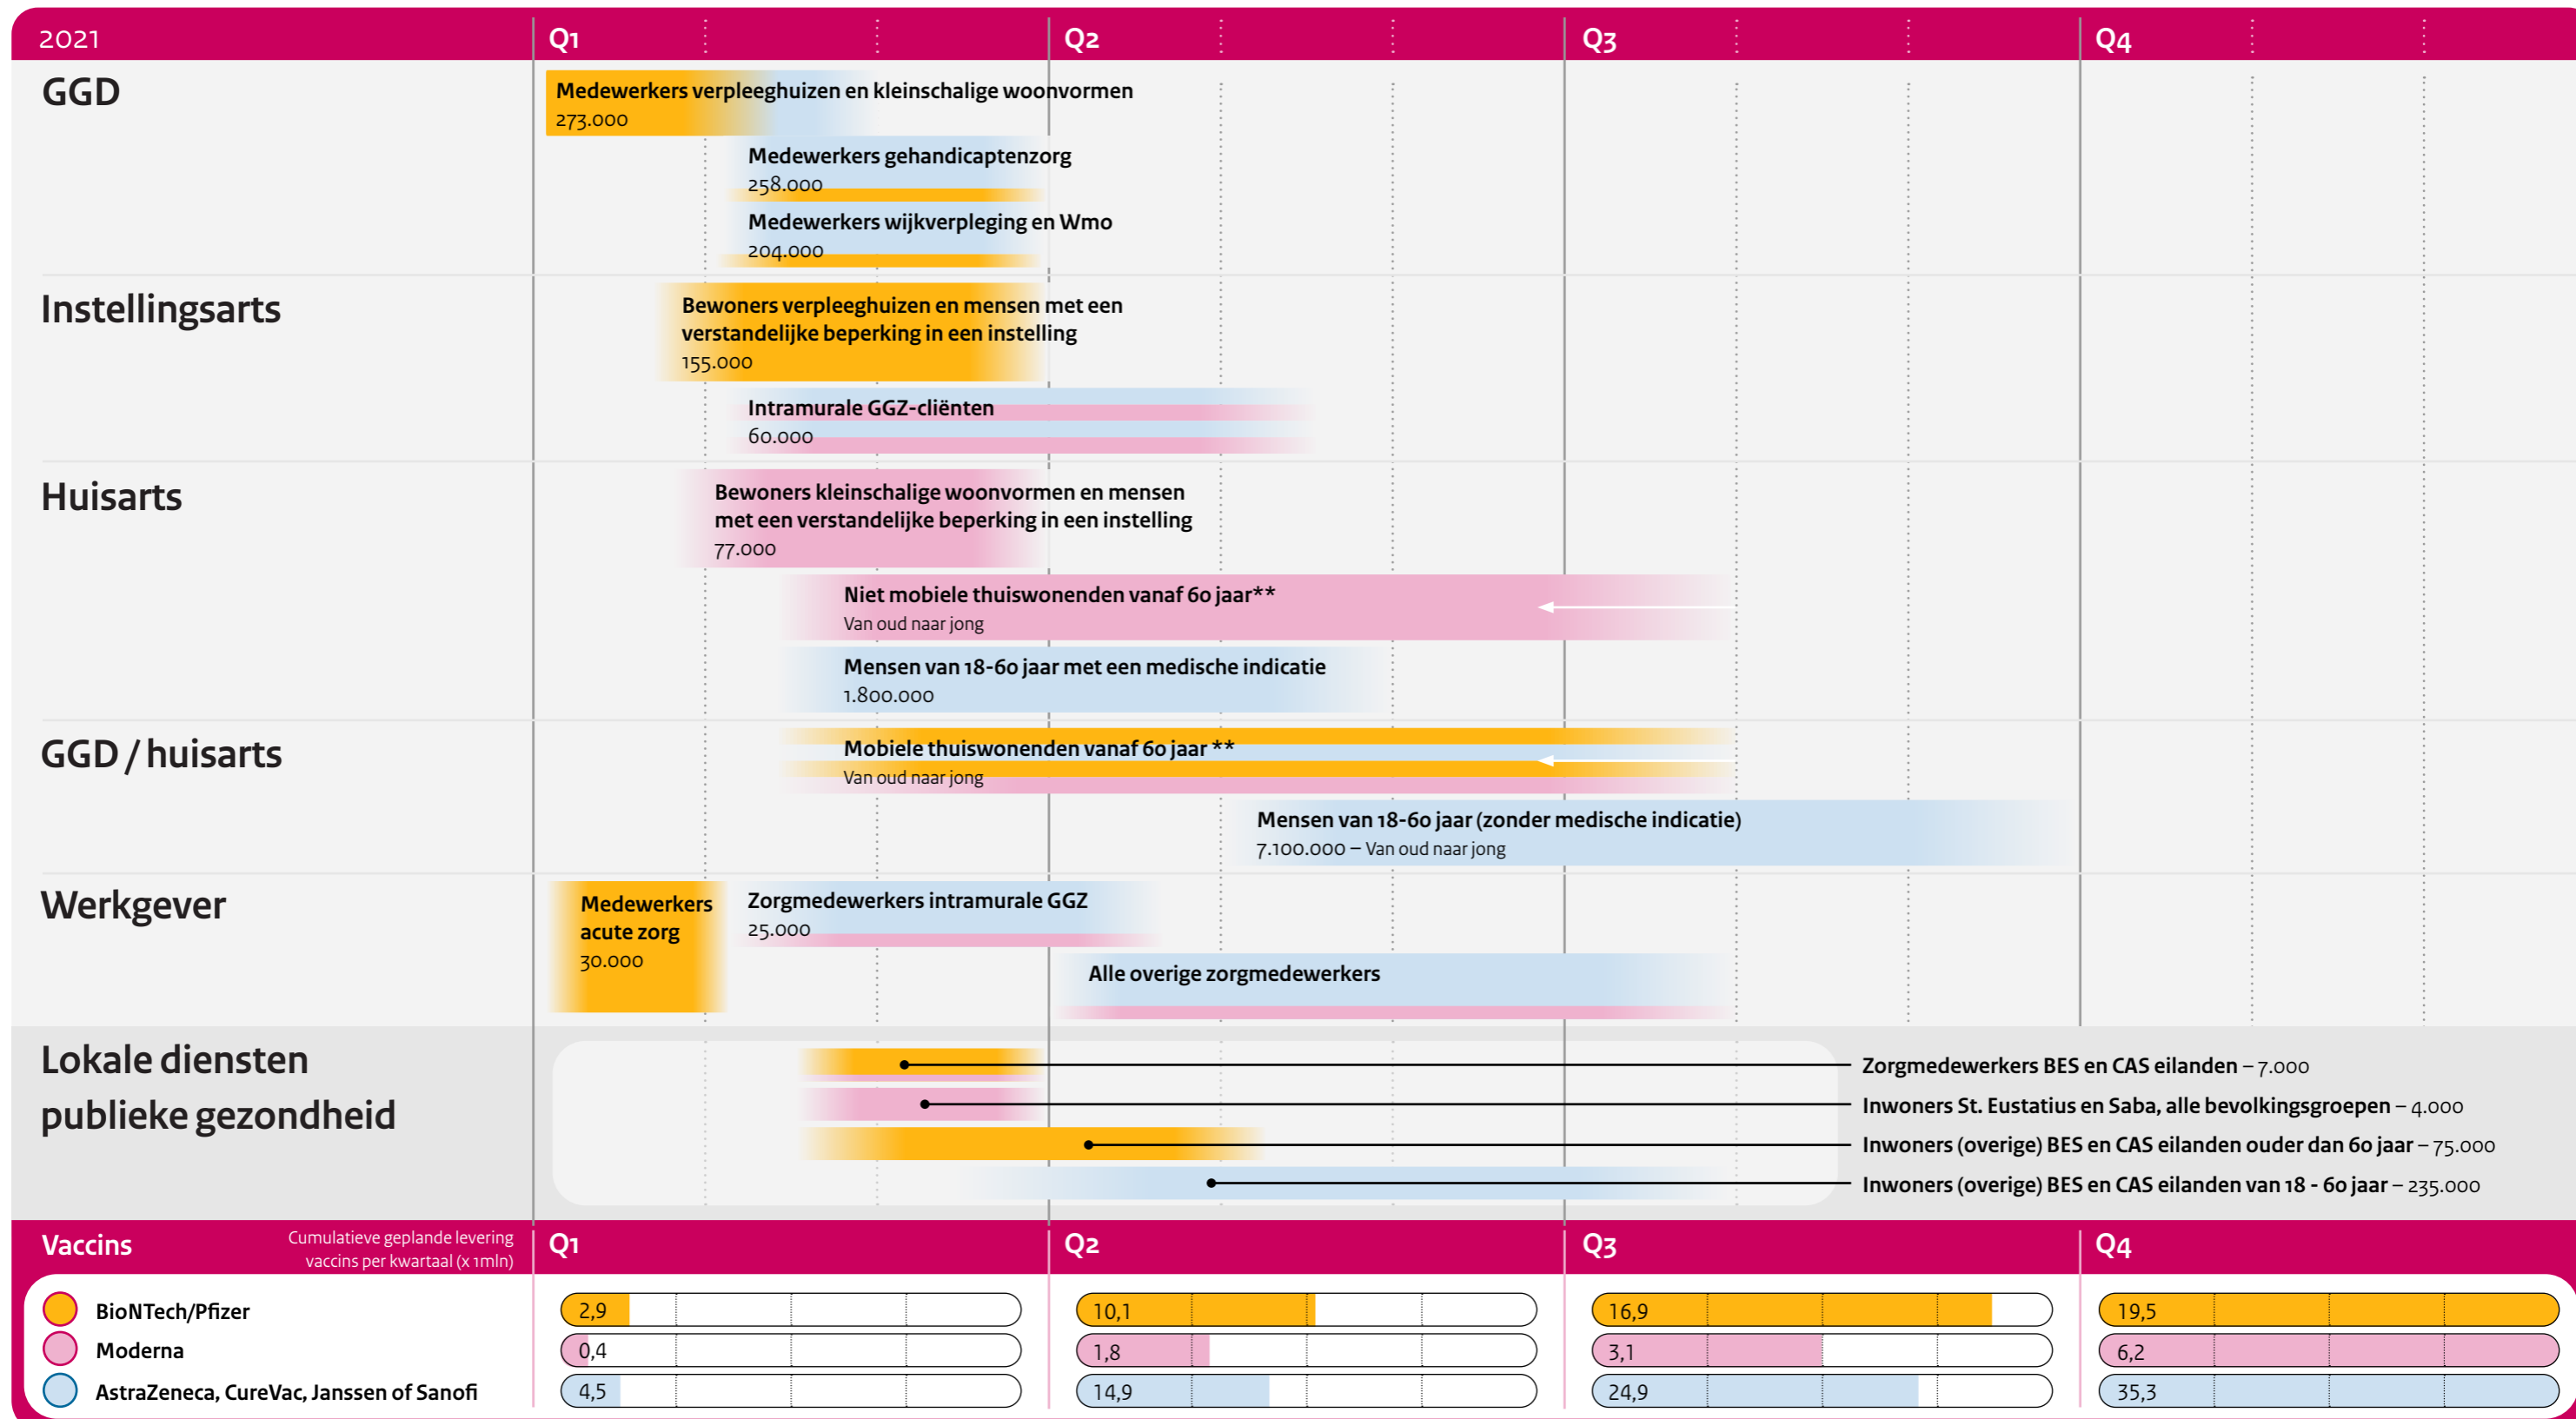 2021
Q1
Q2
Q3
Q4
GGD
Medewerkers verpleeghuizen en kleinschalige woonvormen
273.000
Medewerkers gehandicaptenzorg
258.000
Medewerkers wijkverpleging en Wmo
204.000
Instellingsarts
Bewoners verpleeghuizen en mensen met een
verstandelijke beperking in een instelling
155.000
Intramurale GGZ-cliënten
60.000
Huisarts
Bewoners kleinschalige woonvormen en mensen
met een verstandelijke beperking in een instelling
77.000
Niet mobiele thuiswonenden vanaf 60 jaar**
Van oud naar jong
Mensen van 18-60 jaar met een medische indicatie
1.800.000
GGD / huisarts
Mobiele thuiswonenden vanaf 60 jaar **
Van oud naar jong
Mensen van 18-60 jaar (zonder medische indicatie)
7.100.000 – Van oud naar jong
Werkgever
Medewerkers
acute zorg
30.000
Zorgmedewerkers intramurale GGZ
25.000
Alle overige zorgmedewerkers
Lokale diensten
publieke gezondheid
Zorgmedewerkers BES en CAS eilanden – 7.000
Inwoners St. Eustatius en Saba, alle bevolkingsgroepen – 4.000
Inwoners (overige) BES en CAS eilanden ouder dan 60 jaar – 75.000
Inwoners (overige) BES en CAS eilanden van 18 - 60 jaar – 235.000
Vaccins
Cumulatieve geplande levering
vaccins per kwartaal (x 1mln)
Q1
Q2
Q3
Q4
BioNTech/Pfizer
2,9
10,1
16,9
19,5
Moderna
0,4
1,8
3,1
6,2
AstraZeneca, CureVac, Janssen of Sanofi
4,5
14,9
24,9
35,3